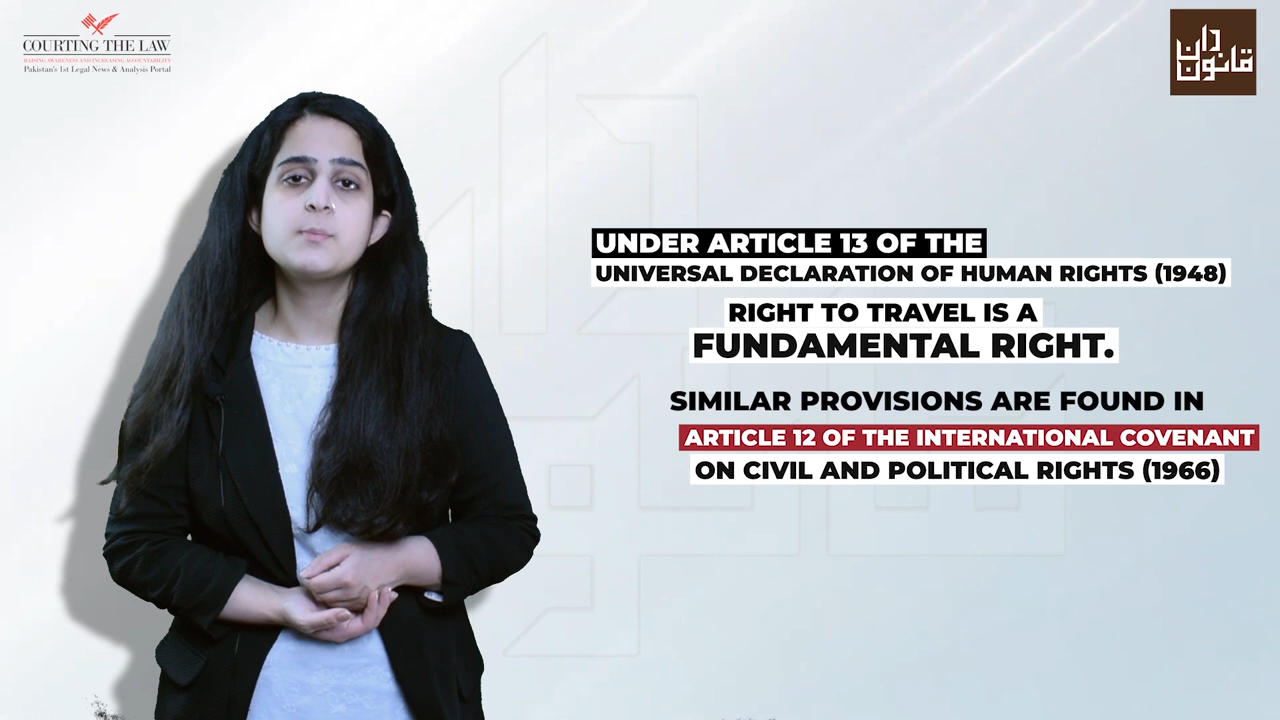 COURTING THE LAW
RAISING AWARENESS AND INCREASING ACCOUNTABILITY
Pakistan's 1st Legal News & Analysis Portal
قانون دان
UNDER ARTICLE 13 OF THE
UNIVERSAL DECLARATION OF HUMAN RIGHTS (1948)
RIGHT TO TRAVEL IS A
FUNDAMENTAL RIGHT.
SIMILAR PROVISIONS ARE FOUND IN
ARTICLE 12 OF THE INTERNATIONAL COVENANT
ON CIVIL AND POLITICAL RIGHTS (1966)